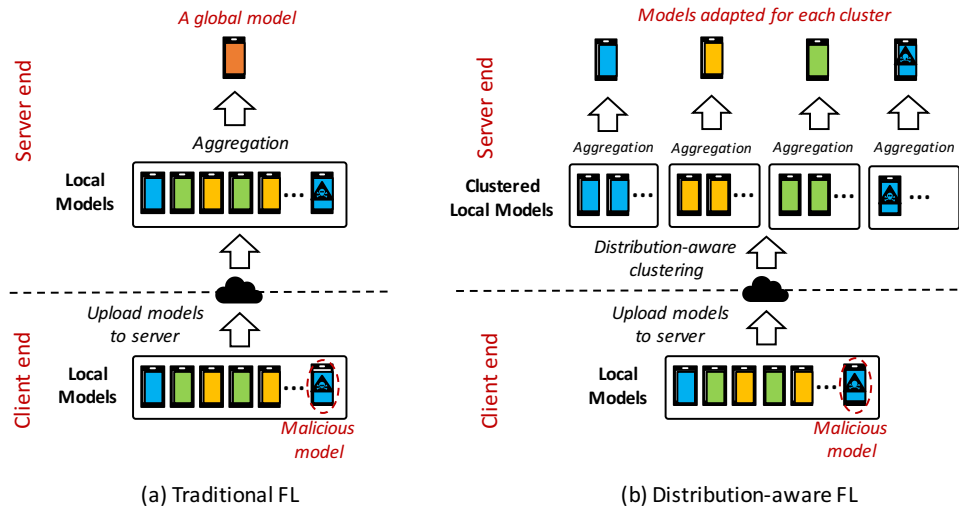 A global model
Server end
Aggregation
Local
Models
...
Upload models
to server
Client end
Local
Models
...
Malicious
model
(a) Traditional FL
Models adapted for each cluster
Server end
Aggregation
Aggregation
Aggregation
Aggregation
Clustered
Local Models
...
...
...
...
Distribution-aware
clustering
Upload models
to server
Client end
Local
Models
...
Malicious
model
(b) Distribution-aware FL